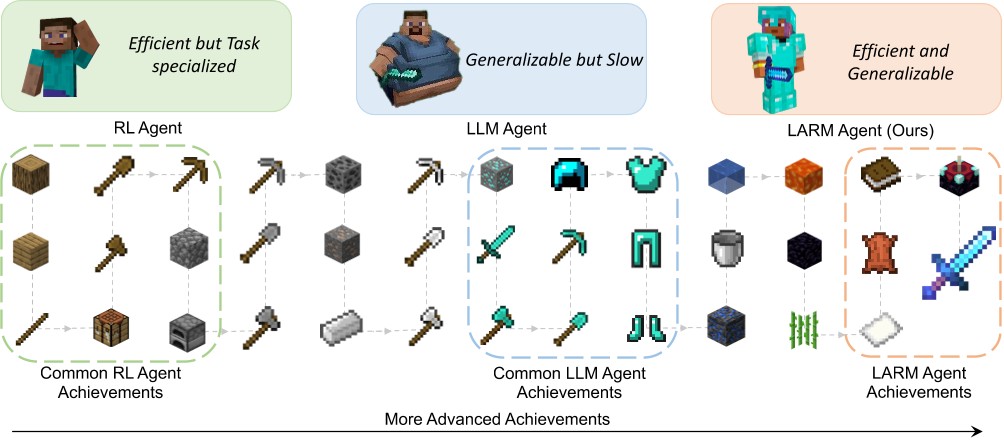 Efficient but Task
specialized
Generalizable but Slow
Efficient and
Generalizable
RL Agent
LLM Agent
LARM Agent (Ours)
Common RL Agent
Achievements
Common LLM Agent
Achievements
LARM Agent
Achievements
More Advanced Achievements